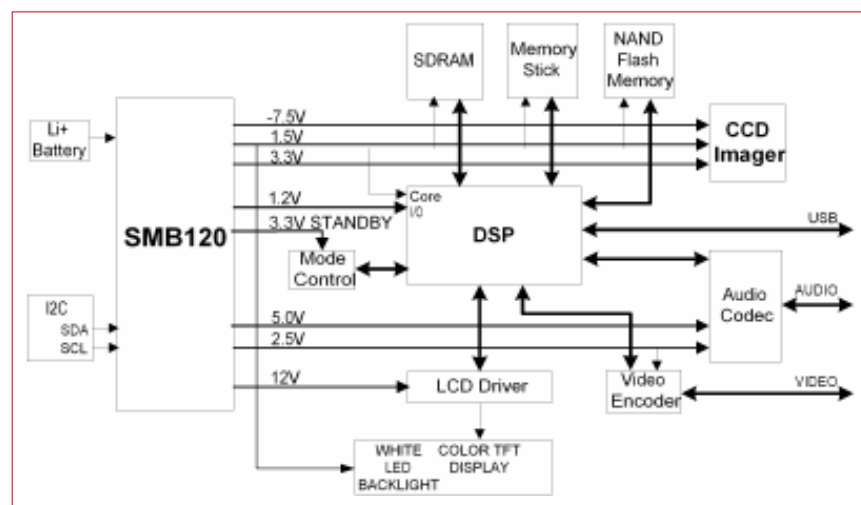 SDRAM
Memory
Stick
NAND
Flash
Memory
Li+
Battery
-7.5V
1.5V
3.3V
CCD
Imager
1.2V
3.3V STANDBY
SMB120
Core
I/O
DSP
USB
Mode
Control
I2C
SDA
SCL
5.0V
2.5V
12V
Audio
Codec
AUDIO
LCD Driver
Video
Encoder
VIDEO
WHITE
LED
BACKLIGHT
COLOR TFT
DISPLAY